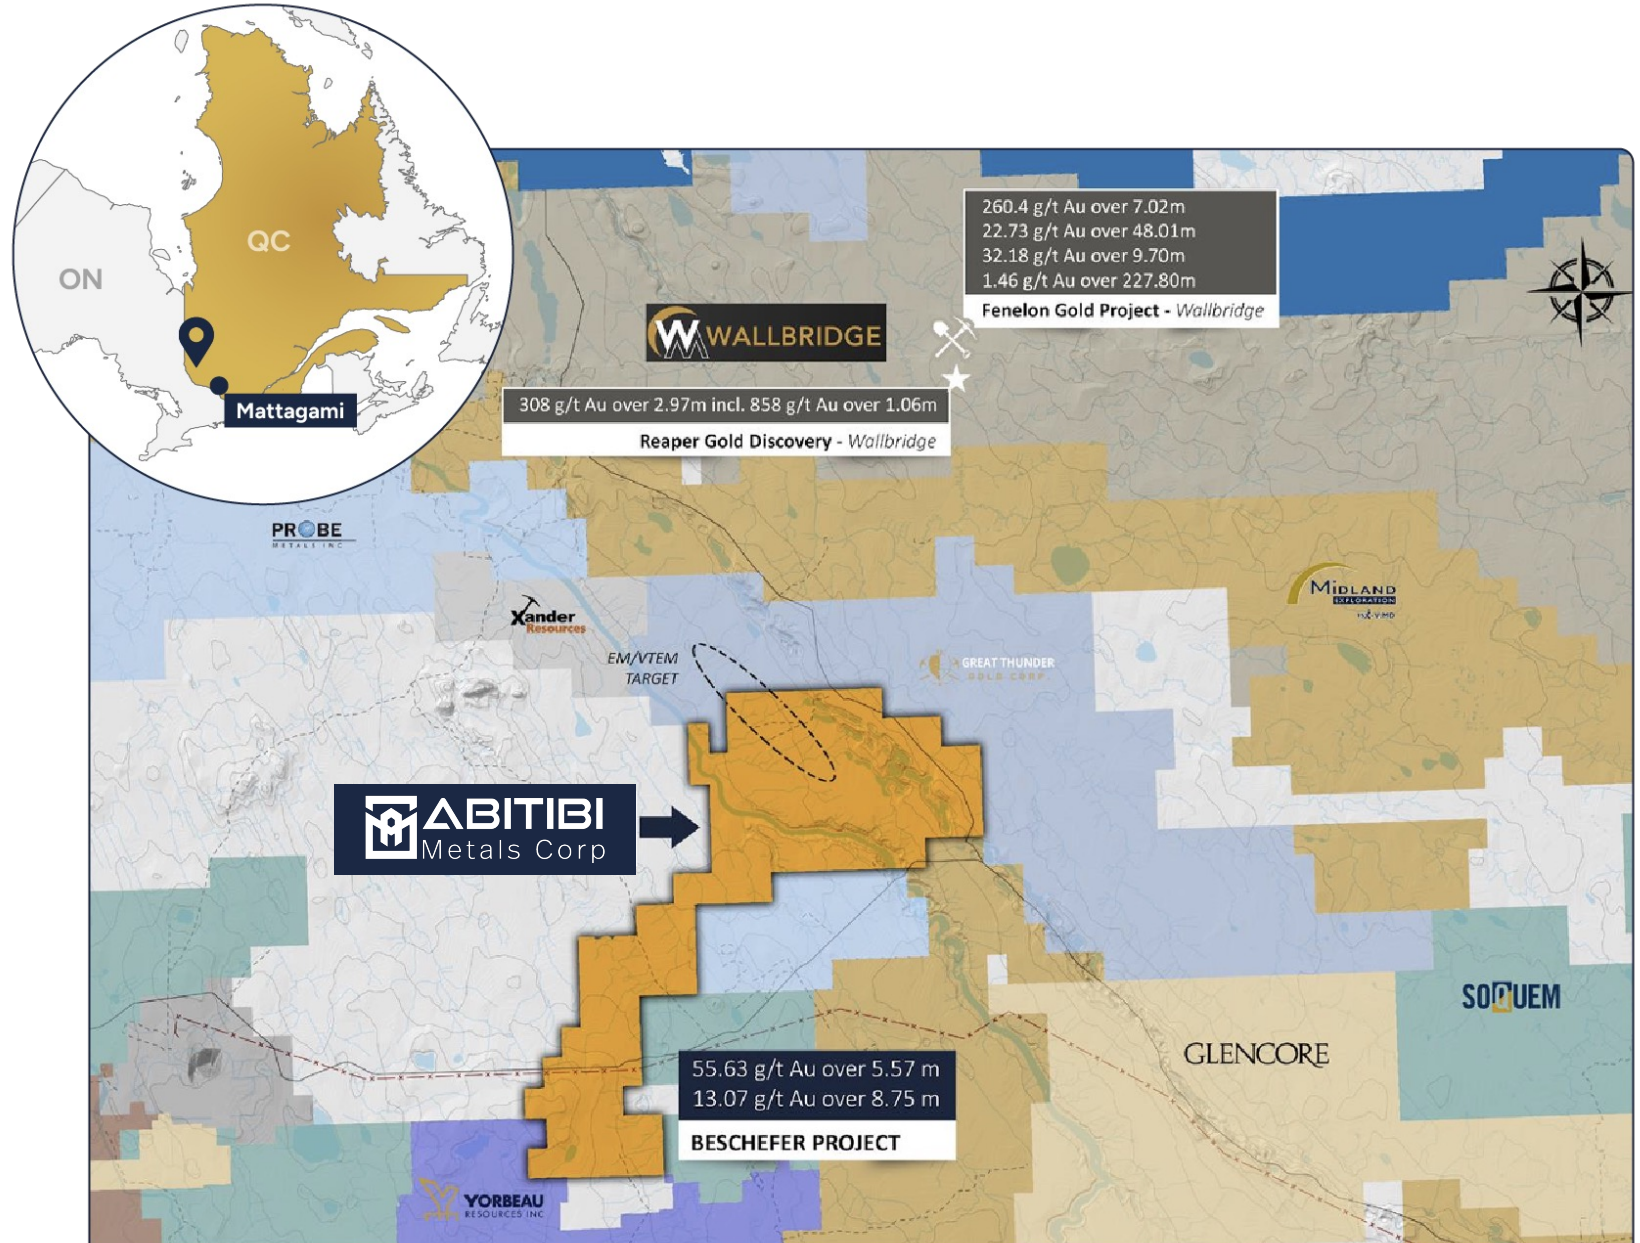 QC
ON
Mattagami
260.4 g/t Au over 7.02m
22.73 g/t Au over 48.01m
32.18 g/t Au over 9.70m
1.46 g/t Au over 227.80m
Fenelon Gold Project - Wallbridge
WALLBRIDGE
308 g/t Au over 2.97m incl. 858 g/t Au over 1.06m
Reaper Gold Discovery - Wallbridge
PROBE
METALS INC
Xander
Resources
MIDLAND
EXPLORATION
EM/VTEM
TARGET
GREAT THUNDER
GOLD CORP.
ABITIBI
Metals Corp
SOQUEM
GLENCORE
55.63 g/t Au over 5.57 m
13.07 g/t Au over 8.75 m
BESCHEFER PROJECT
YORBEAU
RESOURCES INC